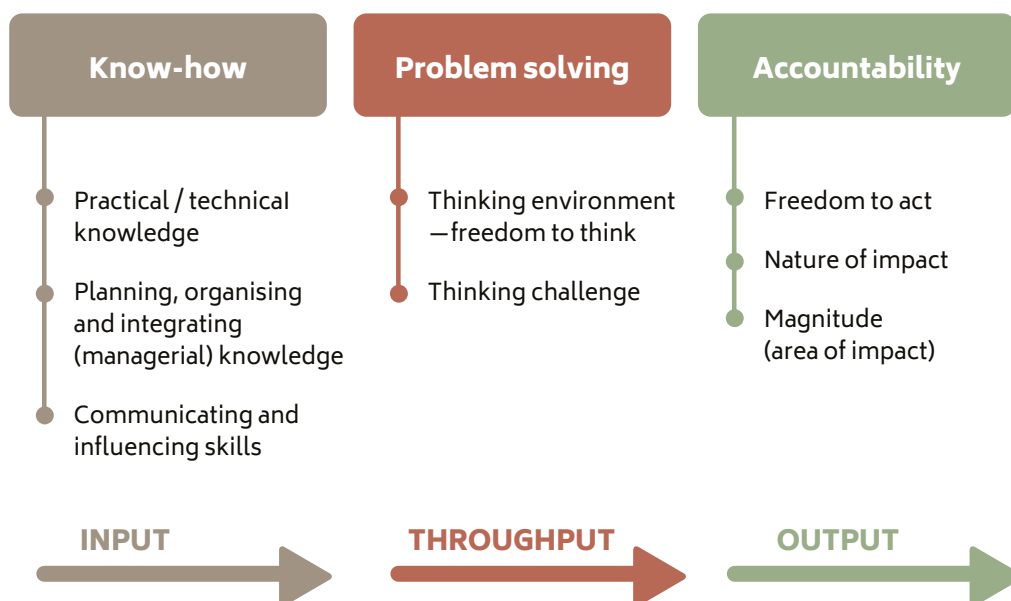 Know-how
Practical / technical
knowledge
Planning, organising
and integrating
(managerial) knowledge
Communicating and
influencing skills
INPUT
Problem solving
Thinking environment
—freedom to think
Thinking challenge
THROUGHPUT
Accountability
Freedom to act
Nature of impact
Magnitude
(area of impact)
OUTPUT